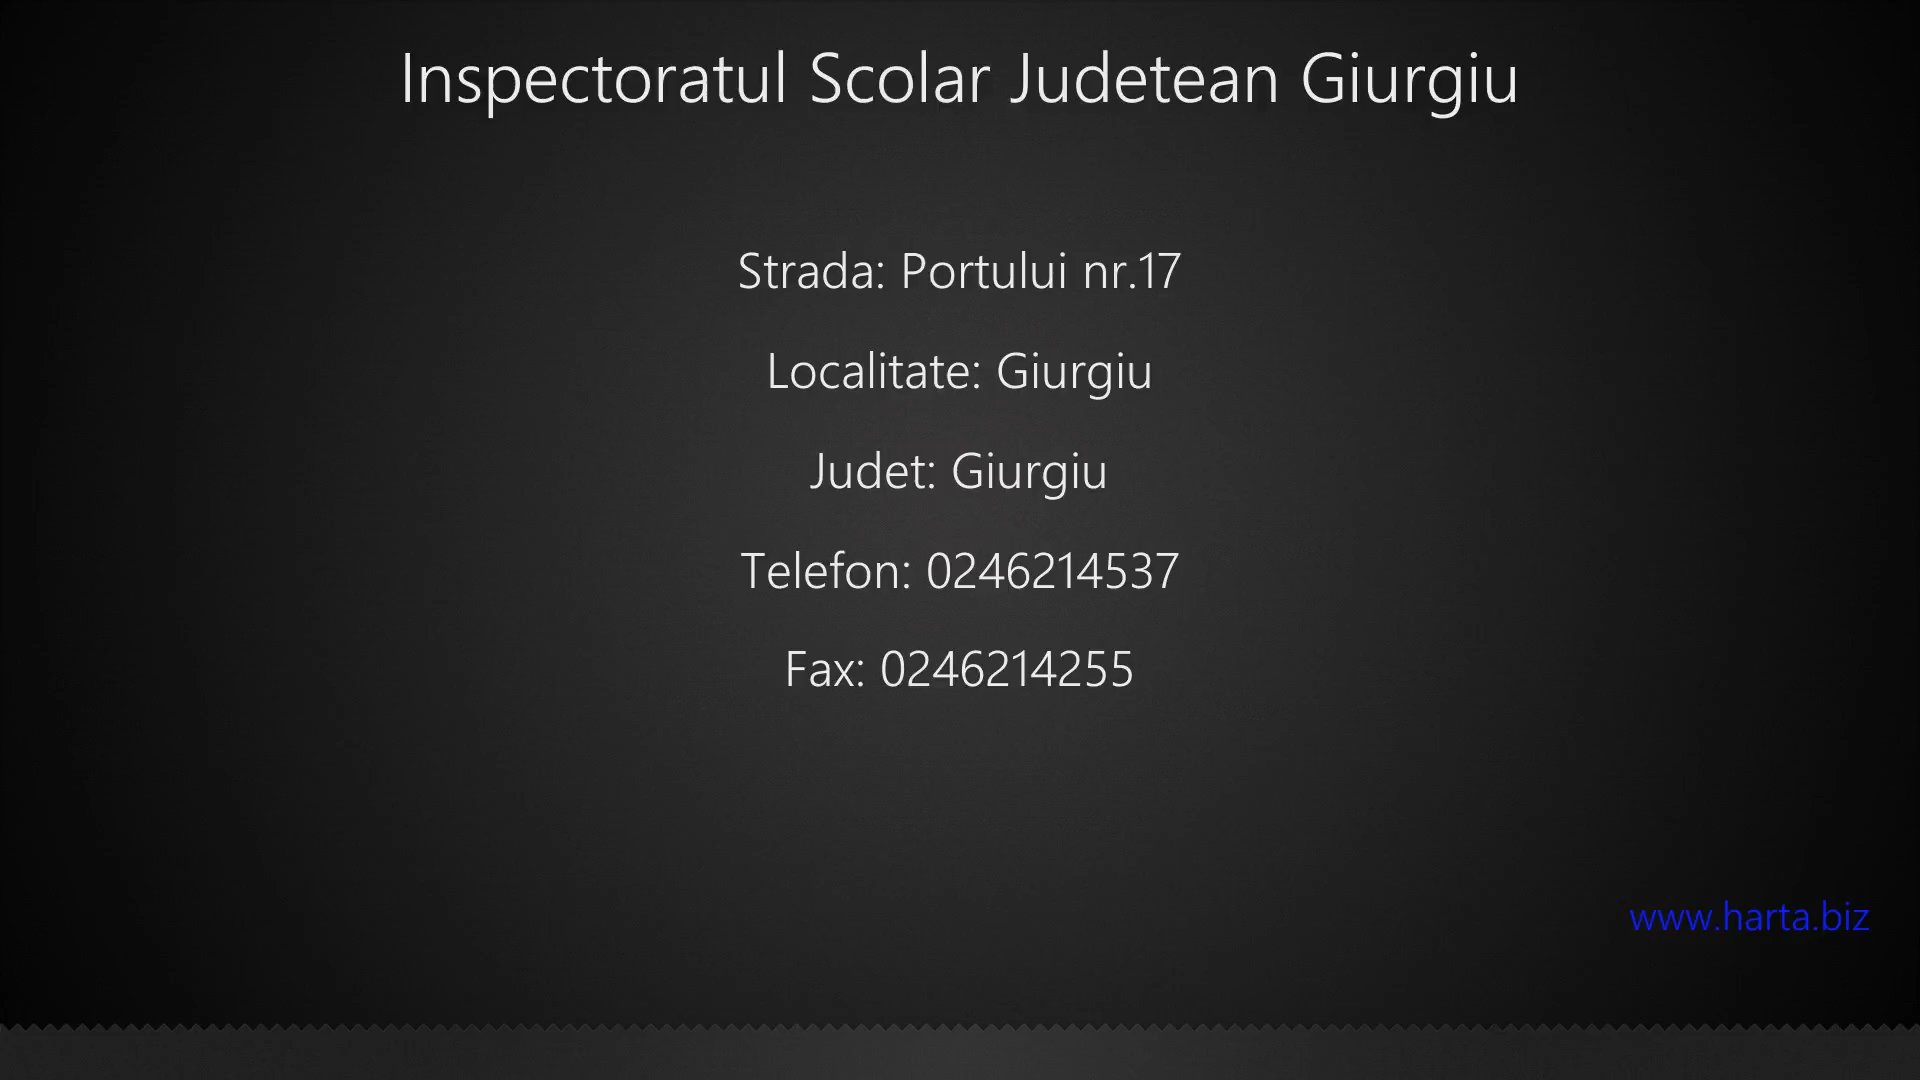 Inspectoratul Scolar Judetean Giurgiu
Strada: Portului nr.17
Localitate: Giurgiu
Judet: Giurgiu
Telefon: 0246214537
Fax: 0246214255
www.harta.biz